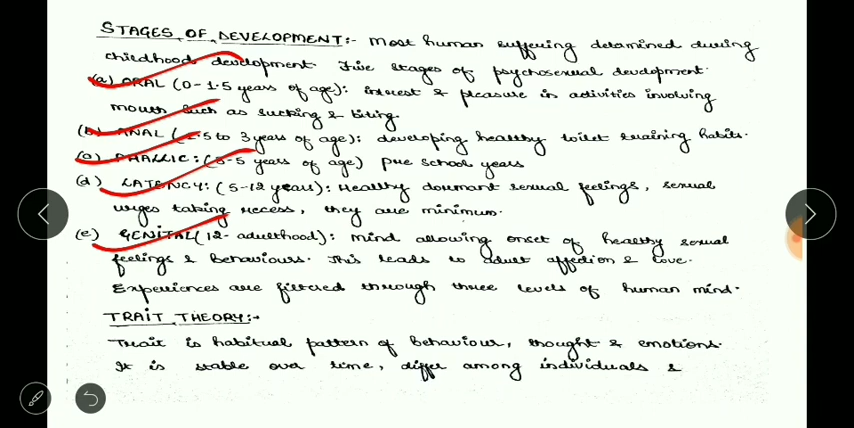 STAGES OF DEVELOPMENT:- Most human suffering determined during
childhood development. Five stages of psychosexual development.
(a) ORAL (0-1.5 years of age): interest & pleasure in activities involving
mouth such as sucking & biting.
(b) ANAL (1.5 to 3 years of age): developing healthy toilet training habits.
(c) PHALLIC: (3-5 years of age) pre school years
(d) LATENCY: (5-12 years): Healthy dormant sexual feelings, sexual
urges taking recess, they are minimum.
(e) GENITAL (12- adulthood): mind allowing onset of healthy sexual
feelings & behaviours. This leads to adult affection & love.
Experiences are filtered through three levels of human mind.
TRAIT THEORY:-
Trait is habitual pattern of behaviour, thought & emotions.
It is stable over time, differ among individuals &